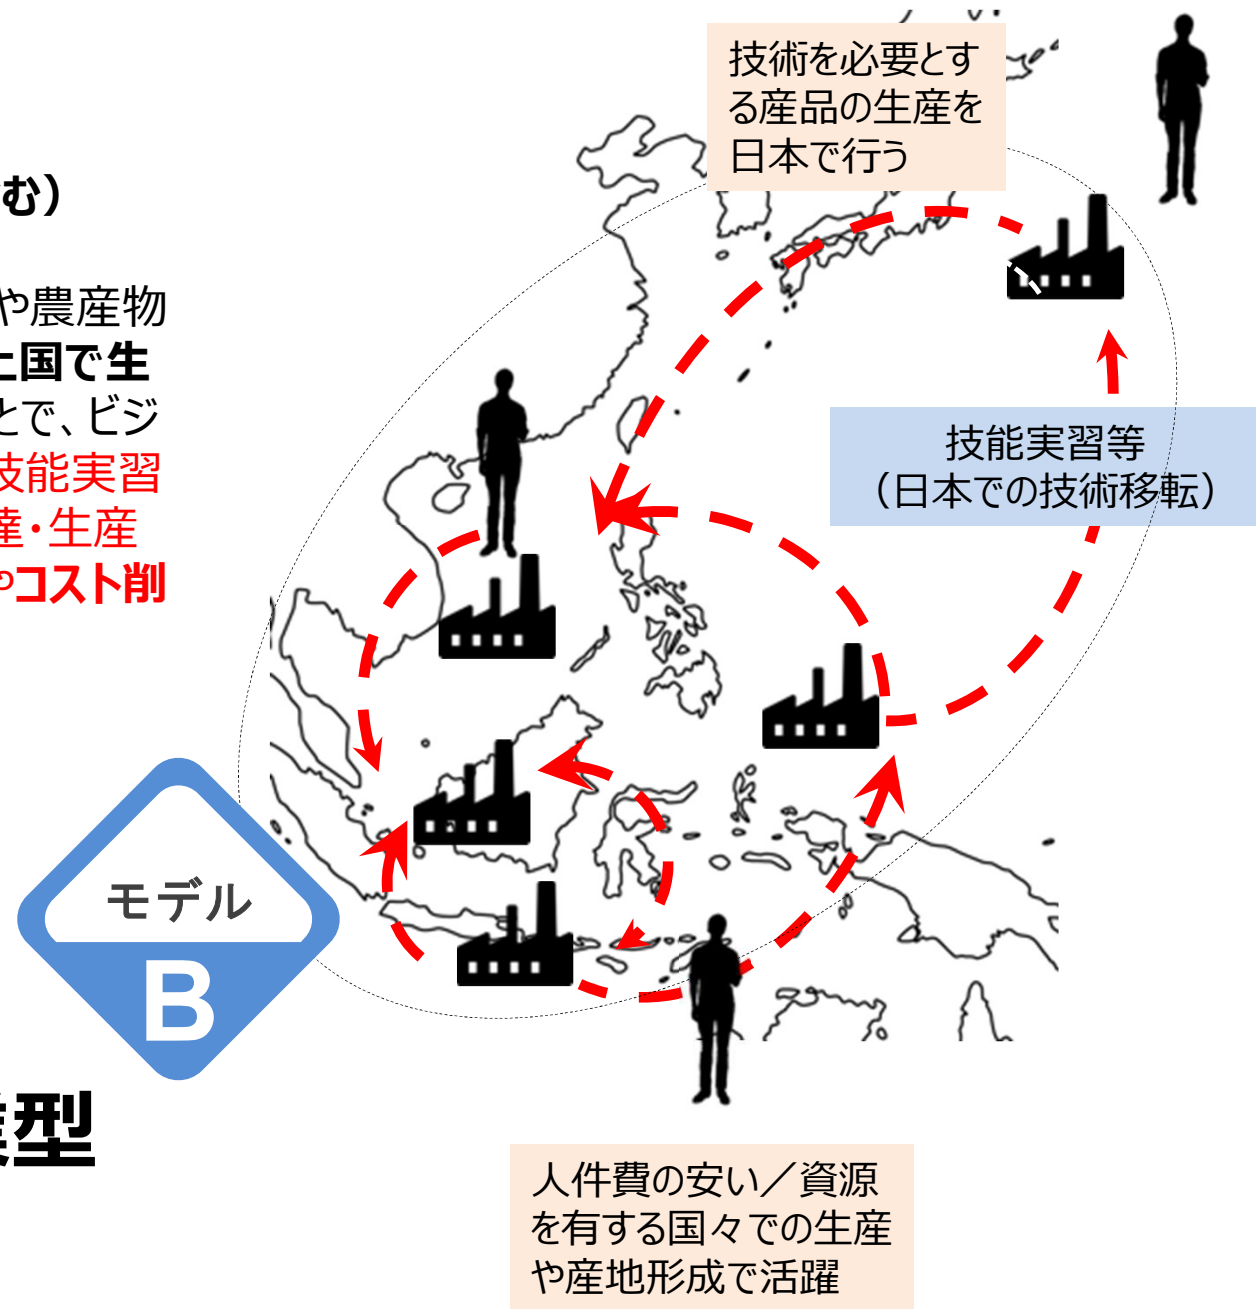 技術を必要とす
る産品の生産を
日本で行う
む）
や農産物
国で生
とで、ビジ
技能実習
達・生産
やコスト削
技能実習等
（日本での技術移転）
モデル
B
業型
人件費の安い／資源
を有する国々での生産
や産地形成で活躍